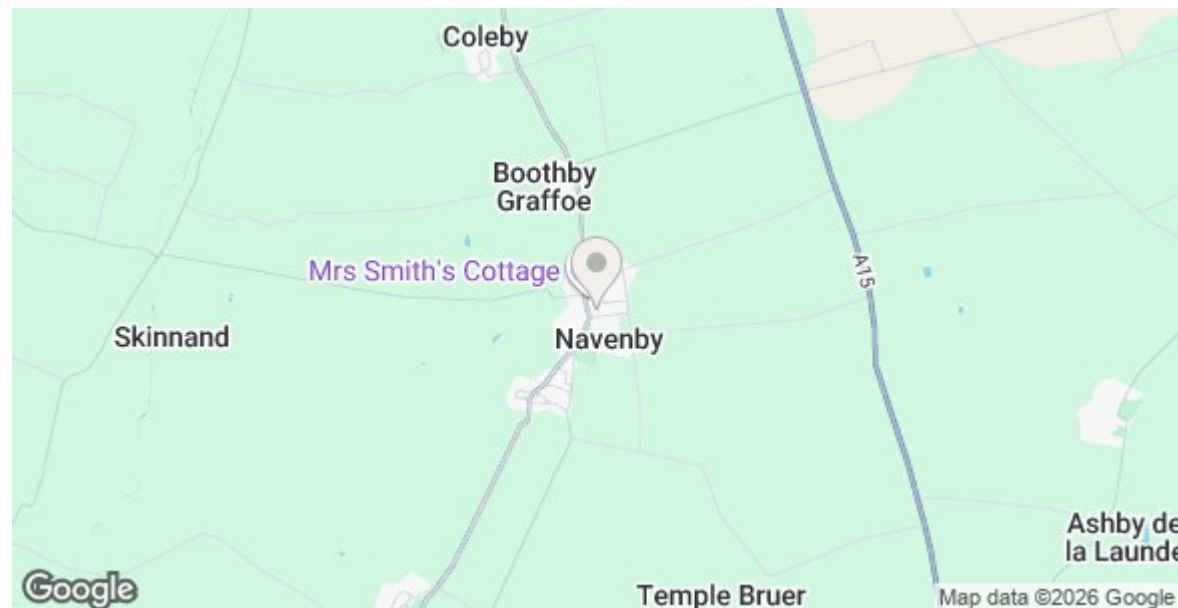 Coleby
Boothby
Graffoe
Mrs Smith's Cottage
A15
Skinnand
Navenby
Ashby de
la Launde
Temple Bruer
Google
Map data ©2026 Google